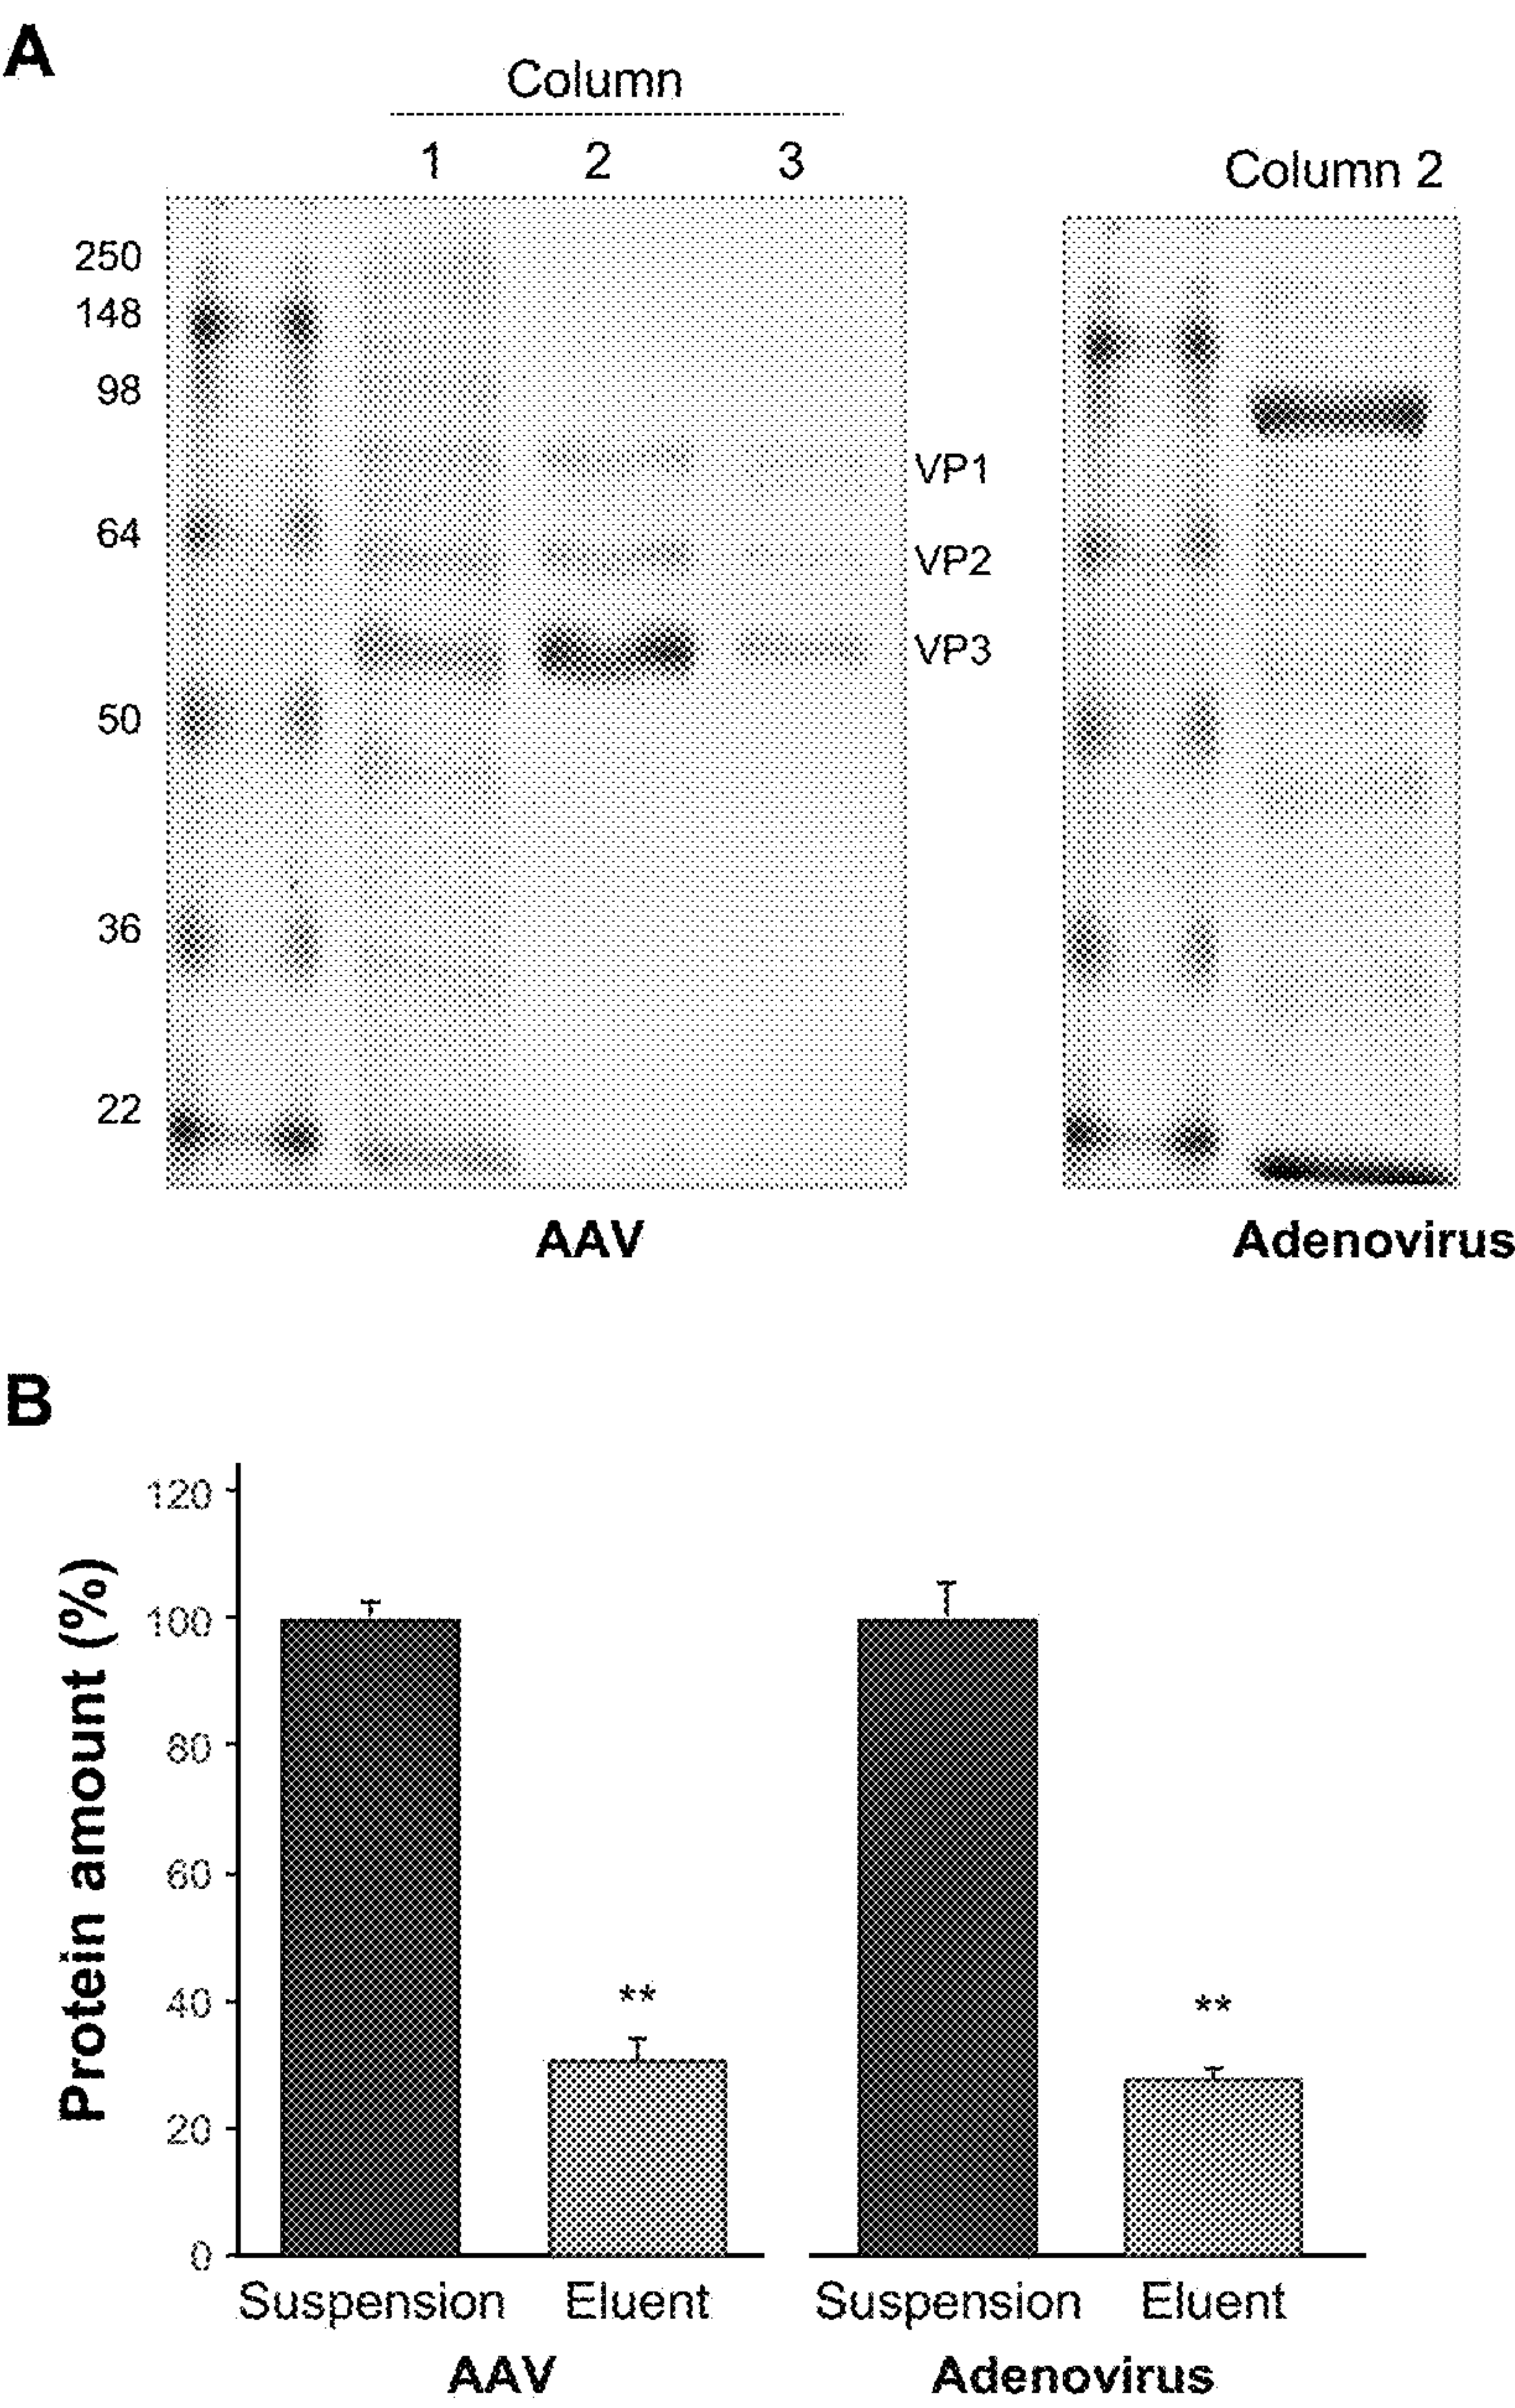 A
Column
1 2 3
Column 2
250
148
98
VP1
64
VP2
VP3
50
36
22
AAV Adenovirus
B
Protein amount (%)
120
100
80
60
40
20
0
** **
Suspension Eluent Suspension Eluent
AAV Adenovirus